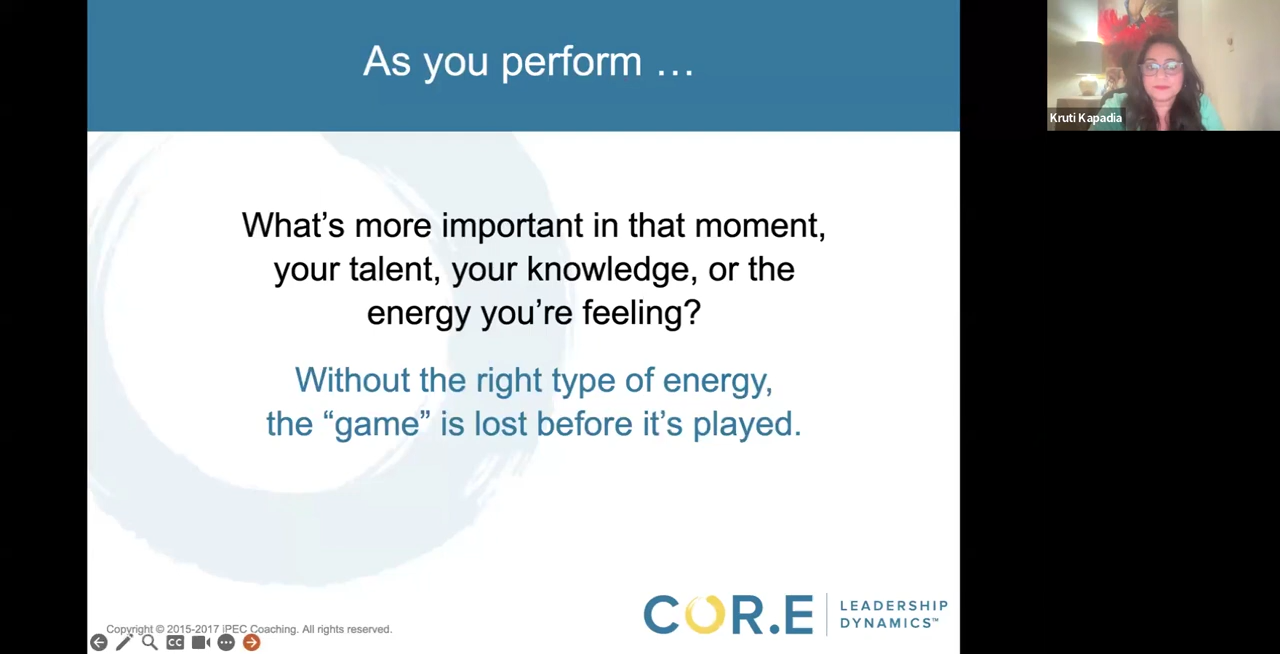 As you perform …
Kruti Kapadia
What’s more important in that moment,
your talent, your knowledge, or the
energy you’re feeling?
Without the right type of energy,
the “game” is lost before it’s played.
COR.E
LEADERSHIP
DYNAMICS™
Copyright © 2015-2017 iPEC Coaching. All rights reserved.
CC